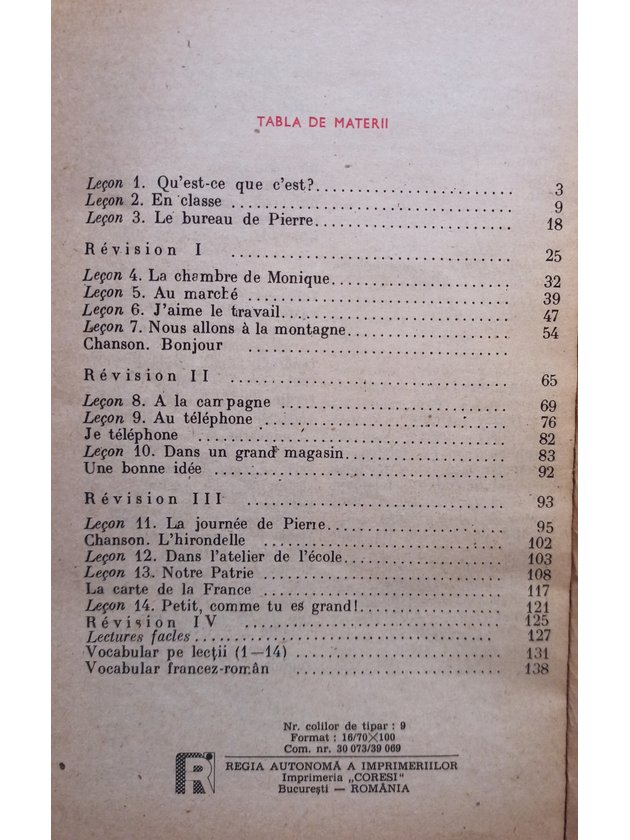 TABLA DE MATERII
Leçon 1. Qu'est-ce que c'est? 3
Leçon 2. En classe 9
Leçon 3. Le bureau de Pierre 18
Révision I 25
Leçon 4. La chambre de Monique 32
Leçon 5. Au marché 39
Leçon 6. J'aime le travail 47
Leçon 7. Nous allons à la montagne 54
Chanson. Bonjour
Révision II 65
Leçon 8. A la campagne 69
Leçon 9. Au téléphone 76
Je téléphone 82
Leçon 10. Dans un grand magasin 83
Une bonne idée 92
Révision III 93
Leçon 11. La journée de Pierre 95
Chanson. L'hirondelle 102
Leçon 12. Dans l'atelier de l'école 103
Leçon 13. Notre Patrie 108
La carte de la France 117
Leçon 14. Petit, comme tu es grand! 121
Révision IV 125
Lectures facles 127
Vocabular pe lecții (1—14) 131
Vocabular francez-român 138
Nr. colilor de tipar : 9
Format : 16/70×100
Com. nr. 30 073/39 069
REGIA AUTONOMĂ A IMPRIMERIILOR
Imprimeria „CORESI"
București — ROMÂNIA